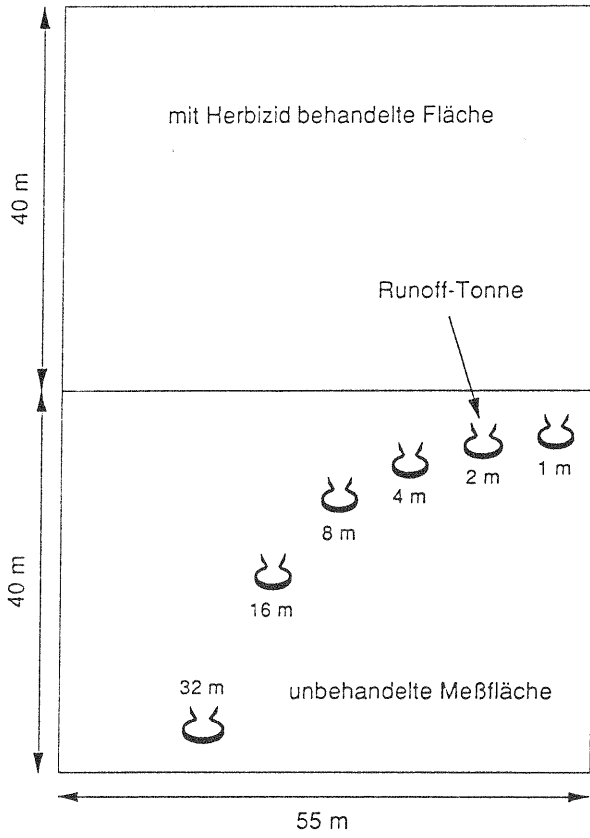 mit Herbizid behandelte Fläche
40 m
Runoff-Tonne
1 m
2 m
4 m
8 m
16 m
40 m
32 m
unbehandelte Meßfläche
55 m